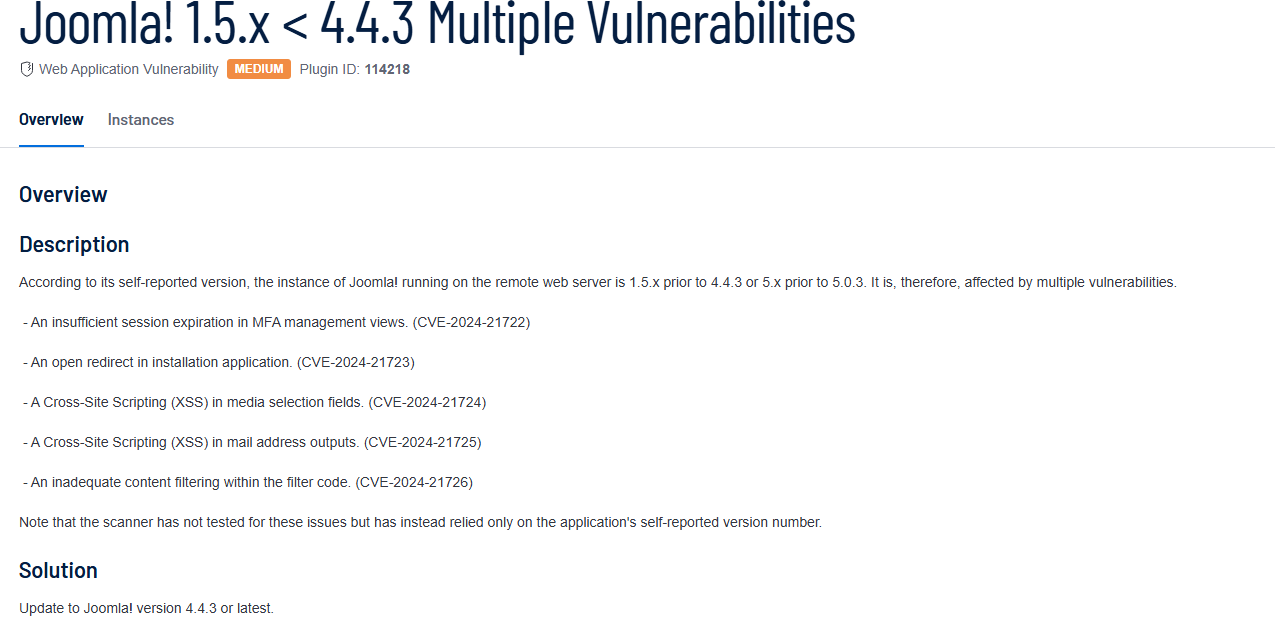 Joomla! 1.5.x < 4.4.3 Multiple Vulnerabilities
Web Application Vulnerability MEDIUM Plugin ID: 114218
Overview Instances
Overview
Description
According to its self-reported version, the instance of Joomla! running on the remote web server is 1.5.x prior to 4.4.3 or 5.x prior to 5.0.3. It is, therefore, affected by multiple vulnerabilities.
- An insufficient session expiration in MFA management views. (CVE-2024-21722)
- An open redirect in installation application. (CVE-2024-21723)
- A Cross-Site Scripting (XSS) in media selection fields. (CVE-2024-21724)
- A Cross-Site Scripting (XSS) in mail address outputs. (CVE-2024-21725)
- An inadequate content filtering within the filter code. (CVE-2024-21726)
Note that the scanner has not tested for these issues but has instead relied only on the application's self-reported version number.
Solution
Update to Joomla! version 4.4.3 or latest.